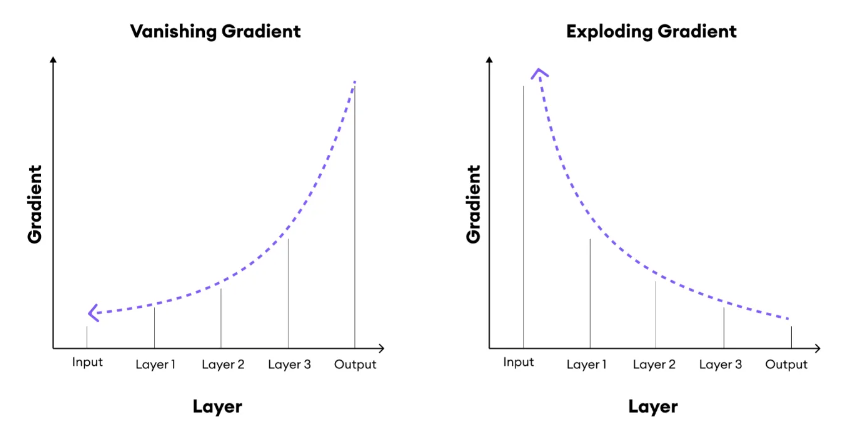 Vanishing Gradient
Gradient
Input
Layer 1
Layer 2
Layer 3
Output
Layer
Exploding Gradient
Gradient
Input
Layer 1
Layer 2
Layer 3
Output
Layer